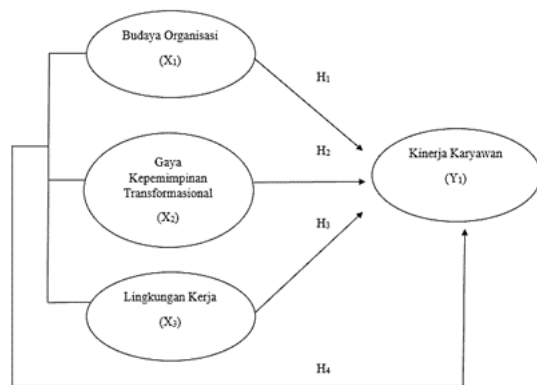 Budaya Organisasi
(X₁)
H₁
H₂
Gaya
Kepemimpinan
Transformasional
(X₂)
Kinerja Karyawan
(Y₁)
H₃
Lingkungan Kerja
(X₃)
H₄